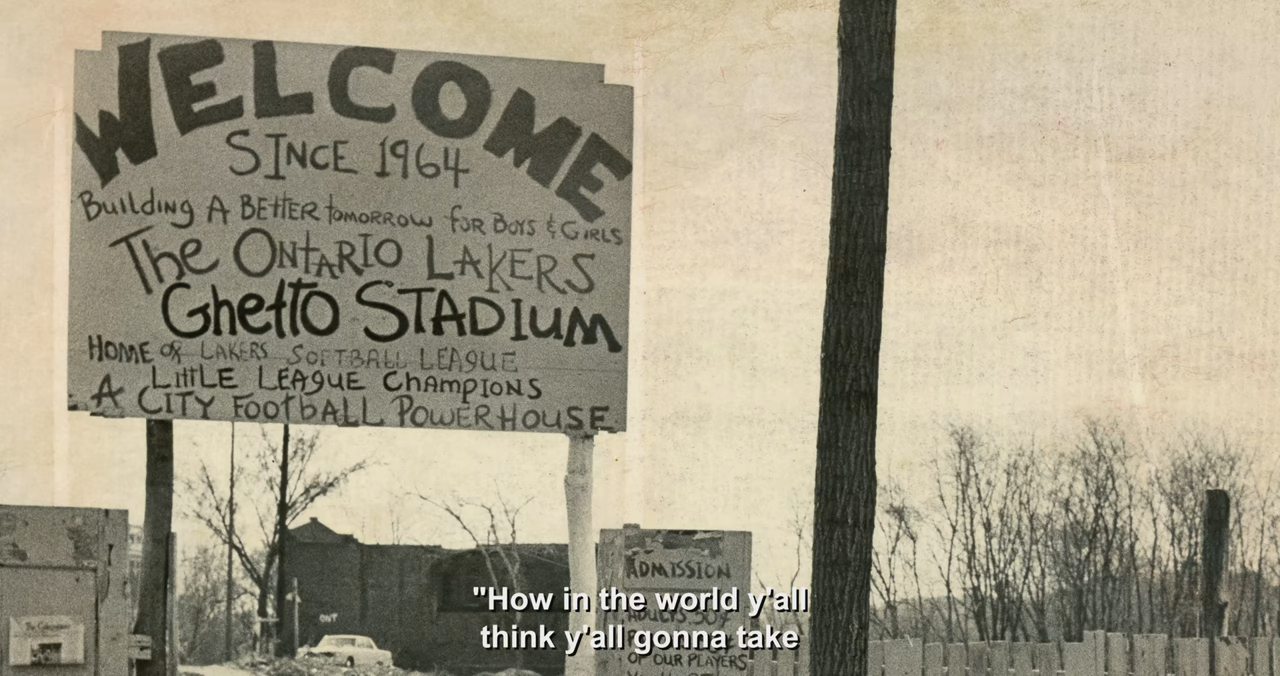 WELCOME
SINCE 1964
Building A BETTER tomorrow for Boys & GIRLS
The ONTARIO LAKERS
Ghetto STADIUM
HOME OF LAKERS SOFTBALL LEAGUE
LittLE LEAGUE CHAMPIONS
A CITY FOOTBALL POWERHOUSE
ADMISSION
ADULTS 50¢
OF OUR PLAYERS
"How in the world y'all
think y'all gonna take